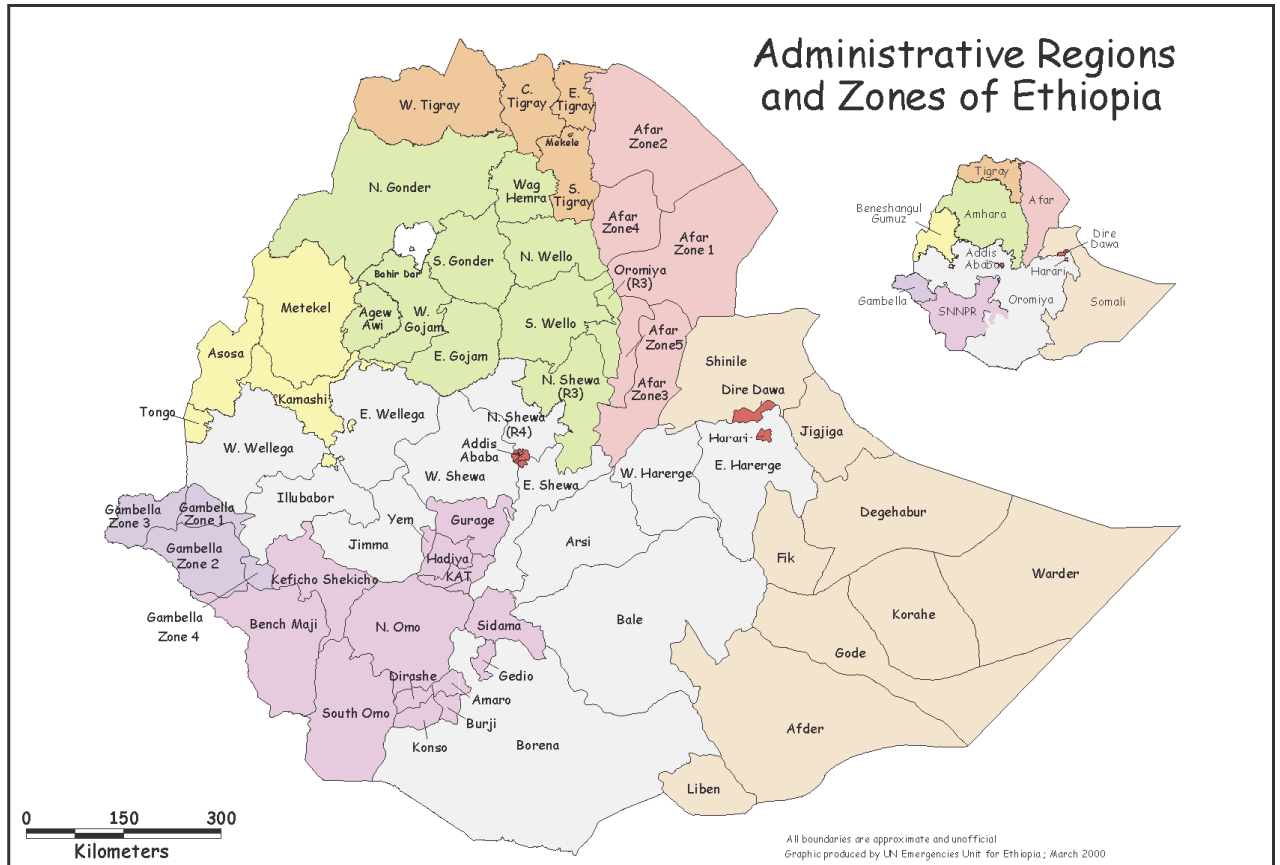 Administrative Regions
and Zones of Ethiopia
W. Tigray
C.
Tigray
E.
Tigray
Mekele
S.
Tigray
Afar
Zone2
N. Gonder
Wag
Hemra
Afar
Zone4
Afar
Zone 1
Bahir Dar
S. Gonder
N. Wello
Oromiya
(R3)
Metekel
Agew
Awi
W.
Gojam
S. Wello
Afar
Zone5
Asosa
E. Gojam
N. Shewa
(R3)
Afar
Zone3
Shinile
Kamashi
Dire Dawa
Tongo
E. Wellega
N. Shewa
(R4)
Addis
Ababa
Harari
Jigjiga
W. Wellega
W. Shewa
E. Shewa
W. Harerge
E. Harerge
Illubabor
Gambella
Zone 3
Gambella
Zone 1
Yem
Gurage
Degehabur
Gambella
Zone 2
Jimma
Hadiya
KAT
Arsi
Fik
Warder
Keficho Shekicho
Gambella
Zone 4
Bench Maji
N. Omo
Sidama
Bale
Korahe
Gode
Dirashe
Gedio
Amaro
Burji
South Omo
Konso
Borena
Afder
Liben
Tigray
Beneshangul
Gumuz
Amhara
Afar
Dire
Dawa
Addis
Ababa
Harari
Gambella
SNNPR
Oromiya
Somali
0 150 300
Kilometers
All boundaries are approximate and unofficial
Graphic produced by UN Emergencies Unit for Ethiopia; March 2000